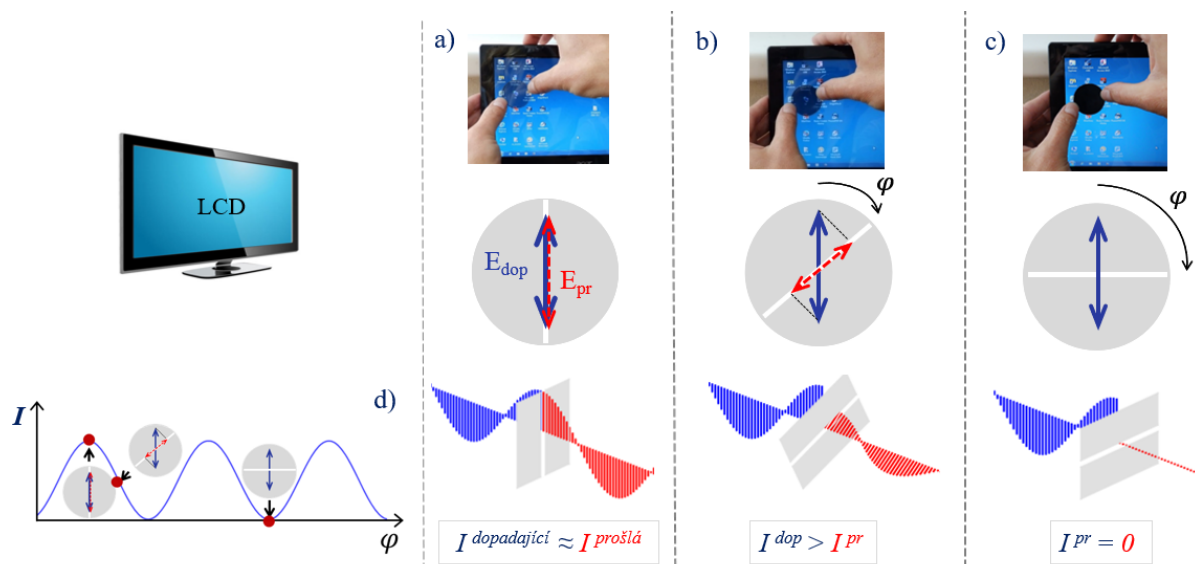 LCD
a)
b)
c)
φ
φ
E_dop
E_pr
d)
I
φ
I^dopadající ≈ I^prošlá
I^dop > I^pr
I^pr = 0